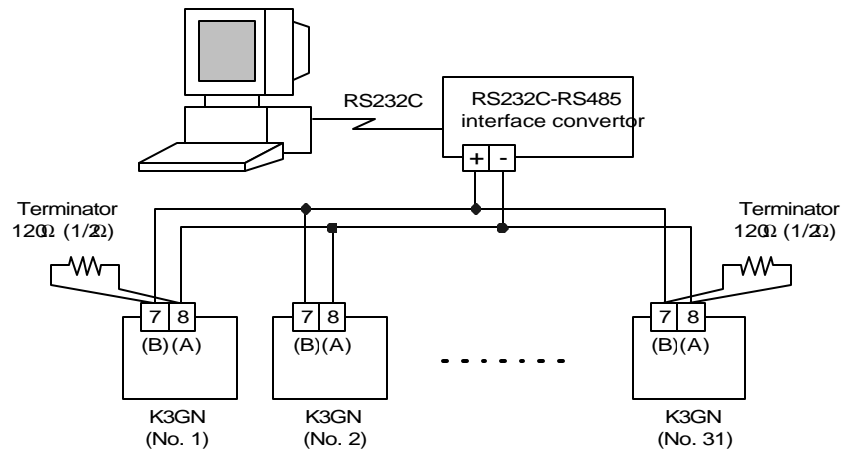 RS232C
RS232C-RS485
interface convertor
+ -
Terminator
120Ω (1/2Ω)
Terminator
120Ω (1/2Ω)
7 8
(B) (A)
7 8
(B) (A)
7 8
(B) (A)
K3GN
(No. 1)
K3GN
(No. 2)
K3GN
(No. 31)